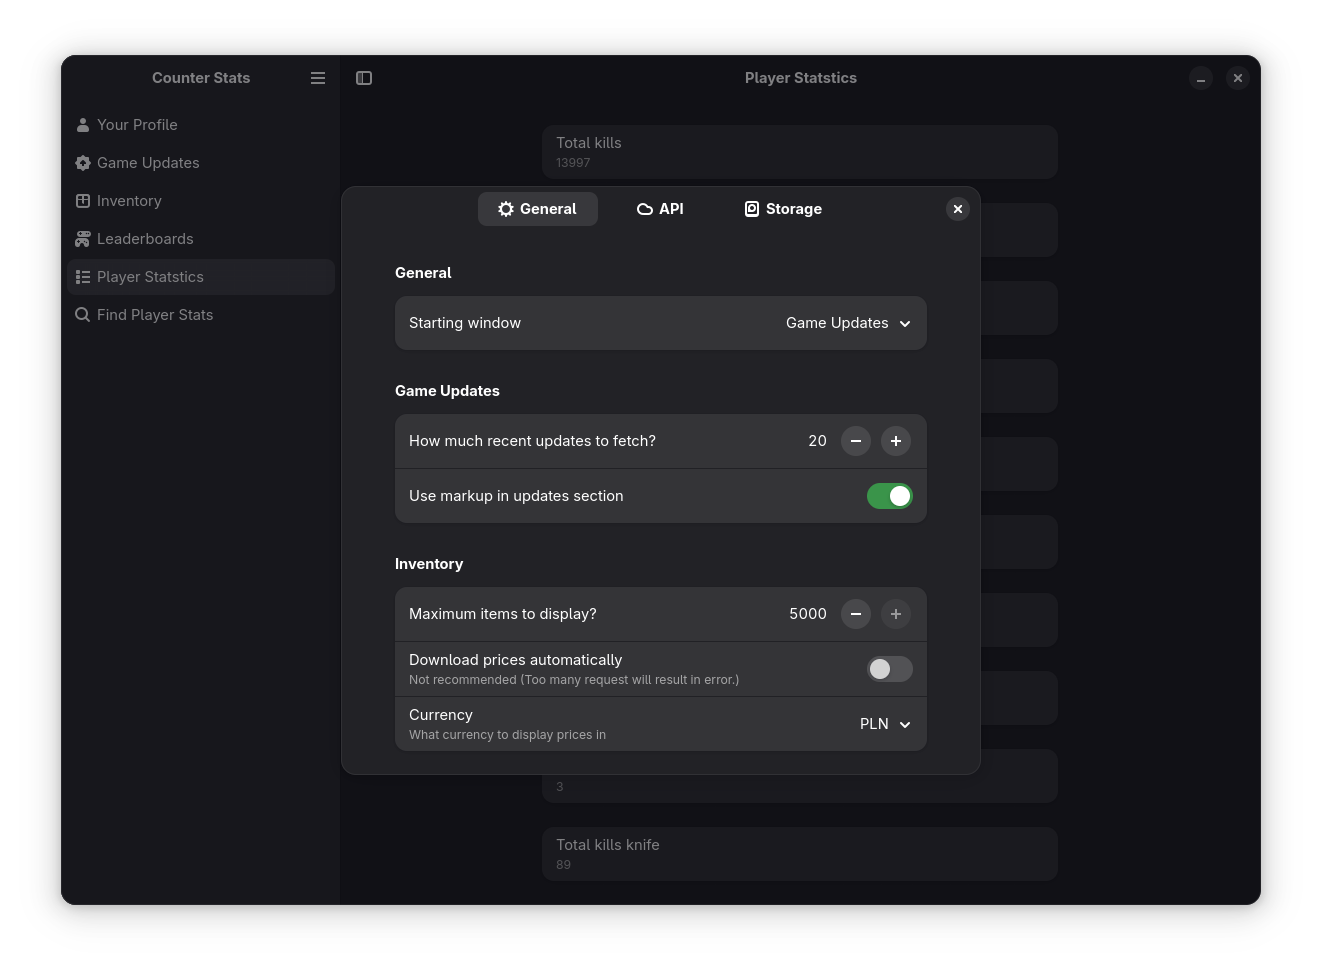 Counter Stats
Player Statstics
Your Profile
Game Updates
Inventory
Leaderboards
Player Statstics
Find Player Stats
Total kills
13997
General
API
Storage
General
Starting window
Game Updates
Game Updates
How much recent updates to fetch?
20
Use markup in updates section
Inventory
Maximum items to display?
5000
Download prices automatically
Not recommended (Too many request will result in error.)
Currency
What currency to display prices in
PLN
3
Total kills knife
89